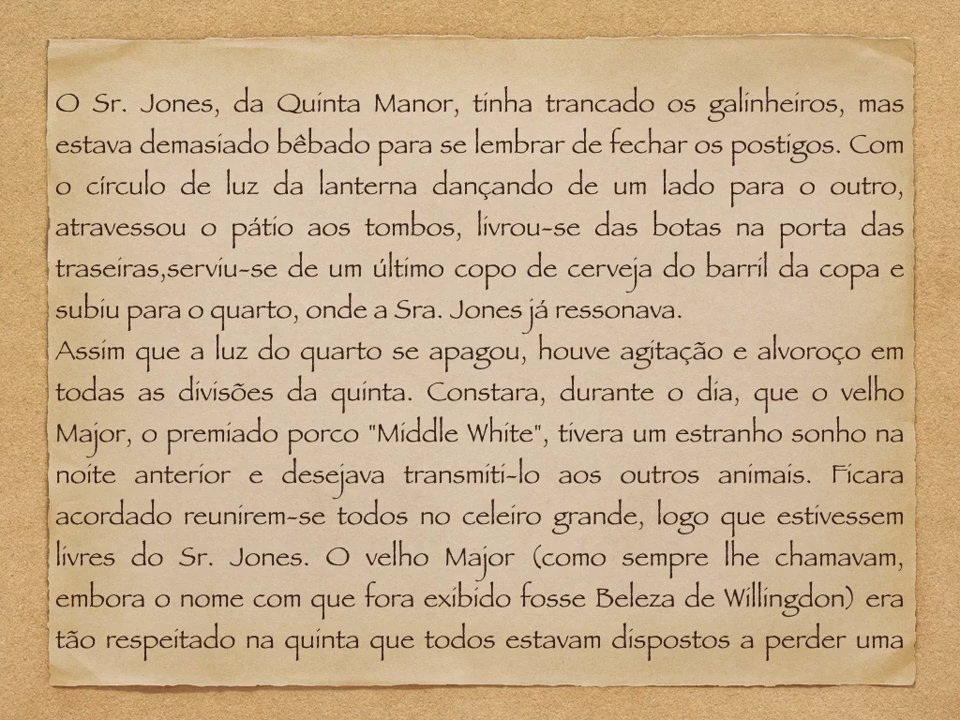 O Sr. Jones, da Quinta Manor, tinha trancado os galinheiros, mas
estava demasiado bêbado para se lembrar de fechar os postigos. Com
o círculo de luz da lanterna dançando de um lado para o outro,
atravessou o pátio aos tombos, livrou-se das botas na porta das
traseiras,serviu-se de um último copo de cerveja do barril da copa e
subiu para o quarto, onde a Sra. Jones já ressonava.
Assim que a luz do quarto se apagou, houve agitação e alvoroço em
todas as divisões da quinta. Constara, durante o dia, que o velho
Major, o premiado porco "Middle White", tivera um estranho sonho na
noite anterior e desejava transmiti-lo aos outros animais. Ficara
acordado reunirem-se todos no celeiro grande, logo que estivessem
livres do Sr. Jones. O velho Major (como sempre lhe chamavam,
embora o nome com que fora exibido fosse Beleza de Willingdon) era
tão respeitado na quinta que todos estavam dispostos a perder uma